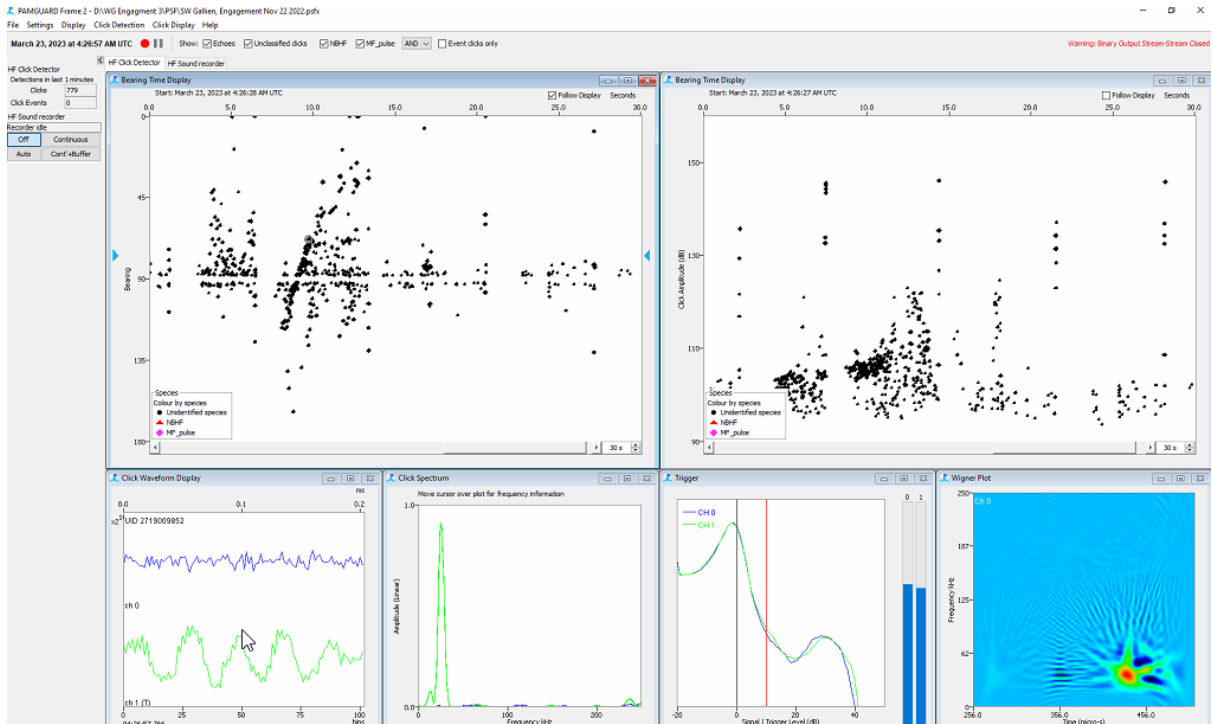 PAMGUARD Frame 2 - D:\WG Engagment 3\PSF\SW Gallien, Engagement Nov 22 2022.psfx
File Settings Display Click Detection Click Display Help
March 23, 2023 at 4:26:57 AM UTC Show: Echoes Unclassified clicks NBHF MF_pulse AND Event clicks only Warning: Binary Output Stream-Stream Closed
HF Click Detector
Detections in last 1 minutes
Clicks 779
Click Events 0
HF Sound recorder
Recorder idle
Off Continuous
Auto Cont'+Buffer
HF Click Detector HF Sound recorder
Bearing Time Display
Start: March 23, 2023 at 4:26:28 AM UTC Follow Display Seconds
0.0 5.0 10.0 15.0 20.0 25.0 30.0
0
45
90
135
180
Bearing
Species
Colour by species
Unidentified species
NBHF
MF_pulse
30 s
Bearing Time Display
Start: March 23, 2023 at 4:26:27 AM UTC Follow Display Seconds
0.0 5.0 10.0 15.0 20.0 25.0 30.0
150
130
110
90
Click Amplitude (dB)
Species
Colour by species
Unidentified species
NBHF
MF_pulse
30 s
Click Waveform Display
ms
0.0 0.1 0.2
UID 2719009852
ch 0
ch 1 (T)
0 25 50 75 100
bins
Click Spectrum
Move cursor over plot for frequency information
1.0
Amplitude (Linear)
0.0
0 100 200
Frequency kHz
Trigger
CH 0
CH 1
0 1
-20 0 20 40
Signal / Trigger Level (dB)
Wigner Plot
Ch 0
250
187
125
62
0
Frequency kHz
256.0 356.0 456.0
Time (micro-s)